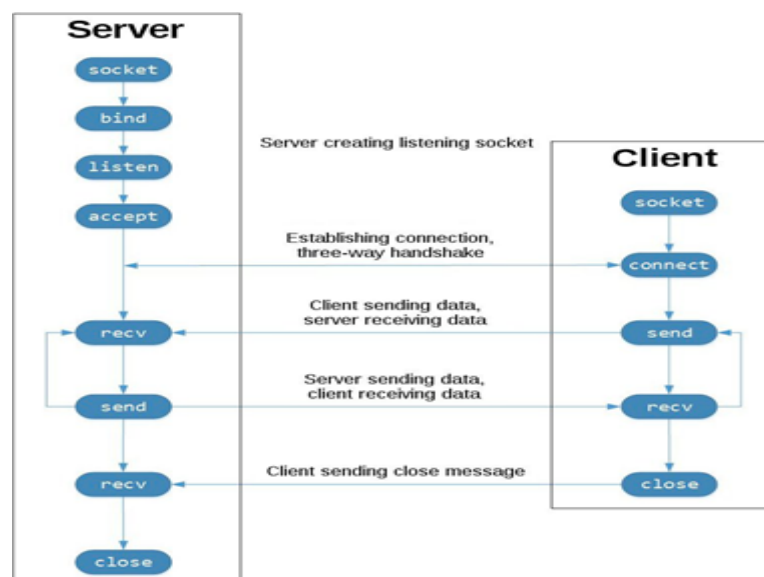 Server
socket
bind
Server creating listening socket
listen
Client
accept
socket
Establishing connection,
three-way handshake
connect
Client sending data,
server receiving data
recv
send
Server sending data,
client receiving data
send
recv
Client sending close message
recv
close
close